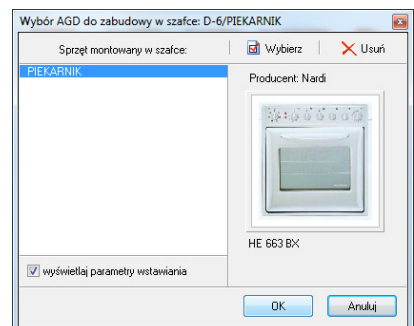 Wybór AGD do zabudowy w szafce: D-6/PIEKARNIK
Sprzęt montowany w szafce:
Wybierz
Usuń
PIEKARNIK
Producent: Nardi
HE 663 BX
wyświetlaj parametry wstawiania
OK
Anuluj